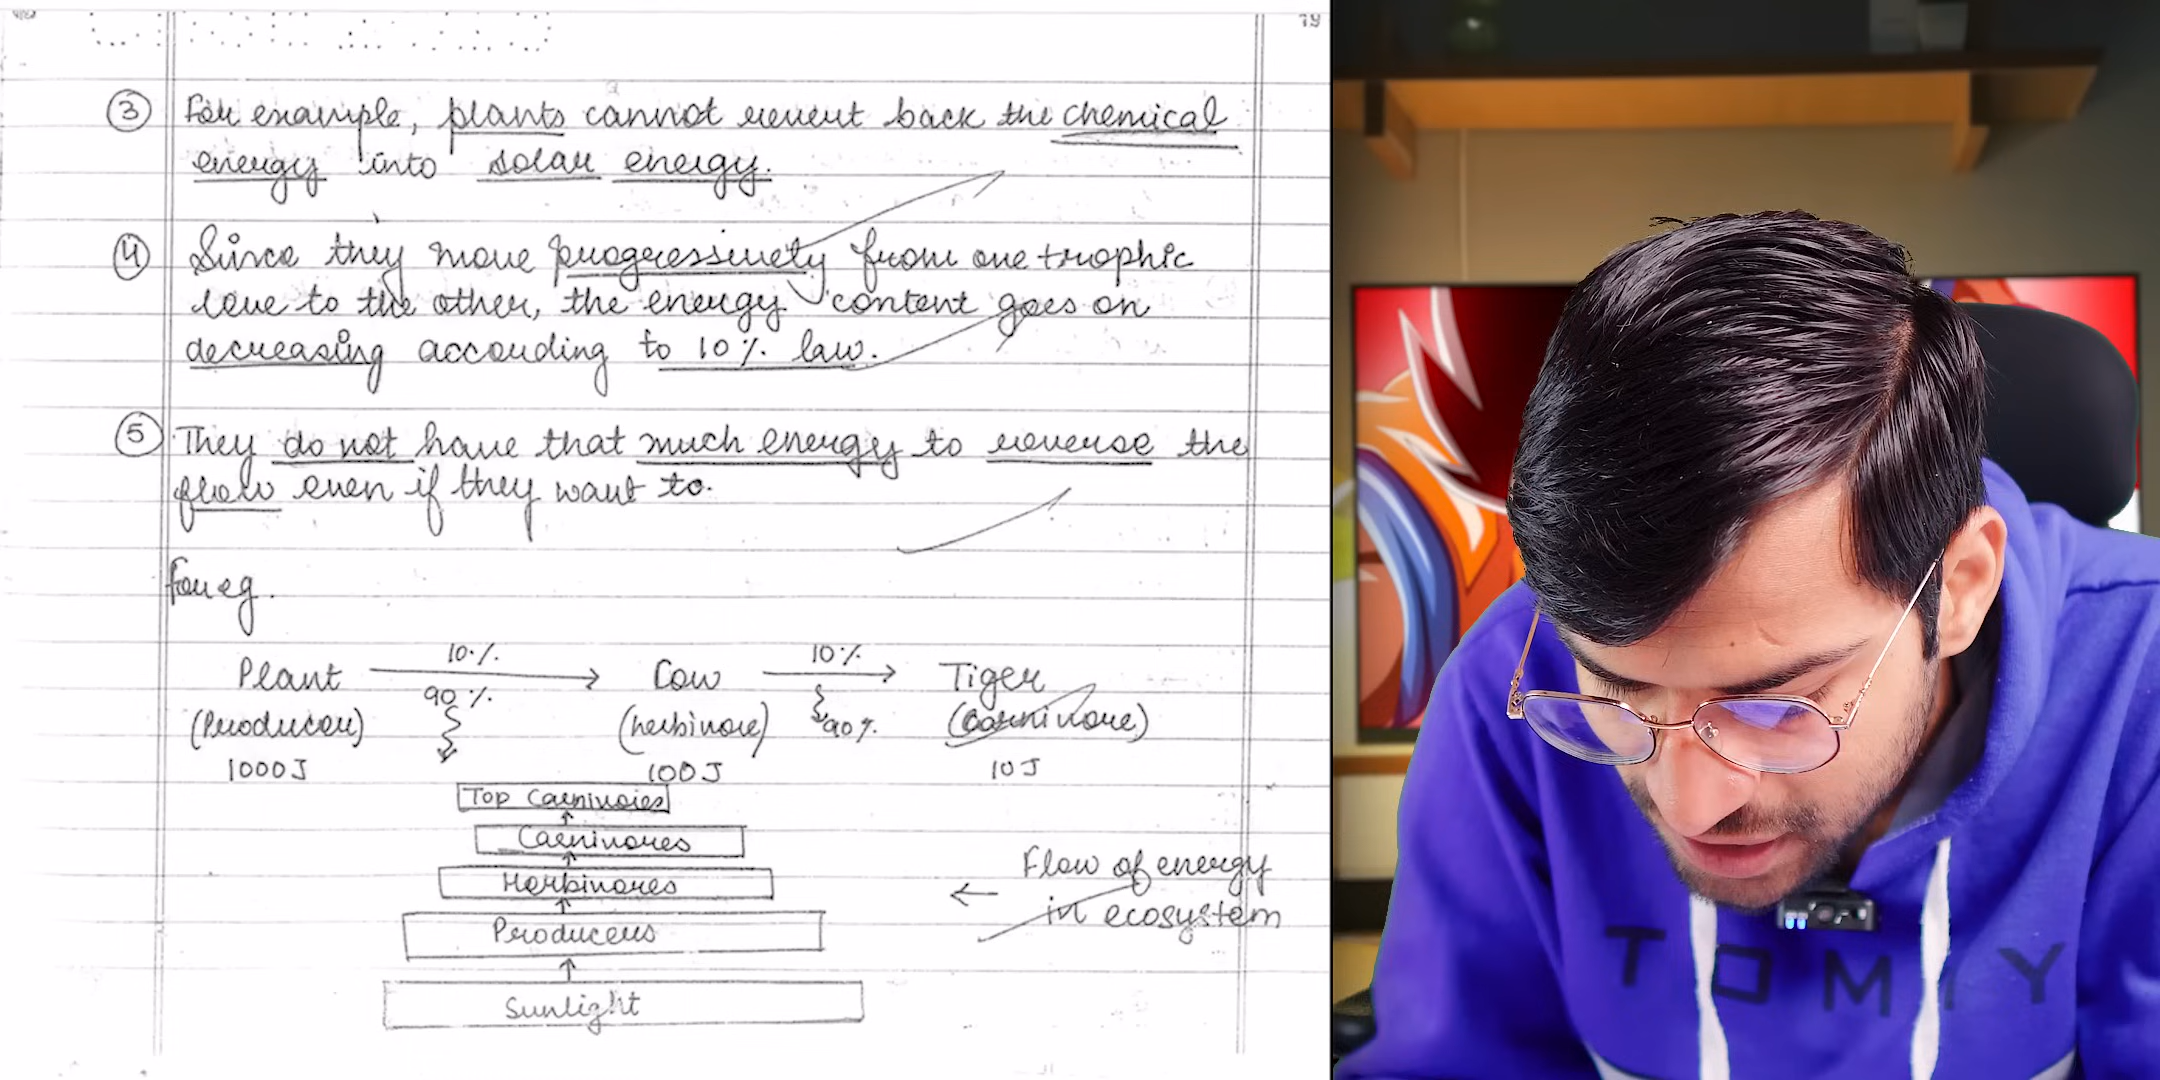 ③ For example, plants cannot revert back the chemical
energy into solar energy.
④ Since they move progressively from one trophic
leve to the other, the energy content goes on
decreasing according to 10% law.
⑤ They do not have that much energy to reverse the
flow even if they want to.
for eg.
10% 10%
Plant Cow Tiger
90% 90%
(Producer) (herbivore) (carnivore)
1000J 100J 10J
Top Carnivores
Carnivores
Herbivores
Producers
Sunlight
Flow of energy
in ecosystem
TOMMY